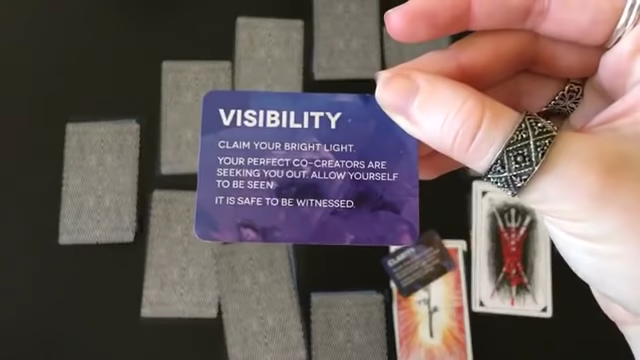 VISIBILITY
CLAIM YOUR BRIGHT LIGHT.
YOUR PERFECT CO-CREATORS ARE
SEEKING YOU OUT. ALLOW YOURSELF
TO BE SEEN.
IT IS SAFE TO BE WITNESSED.